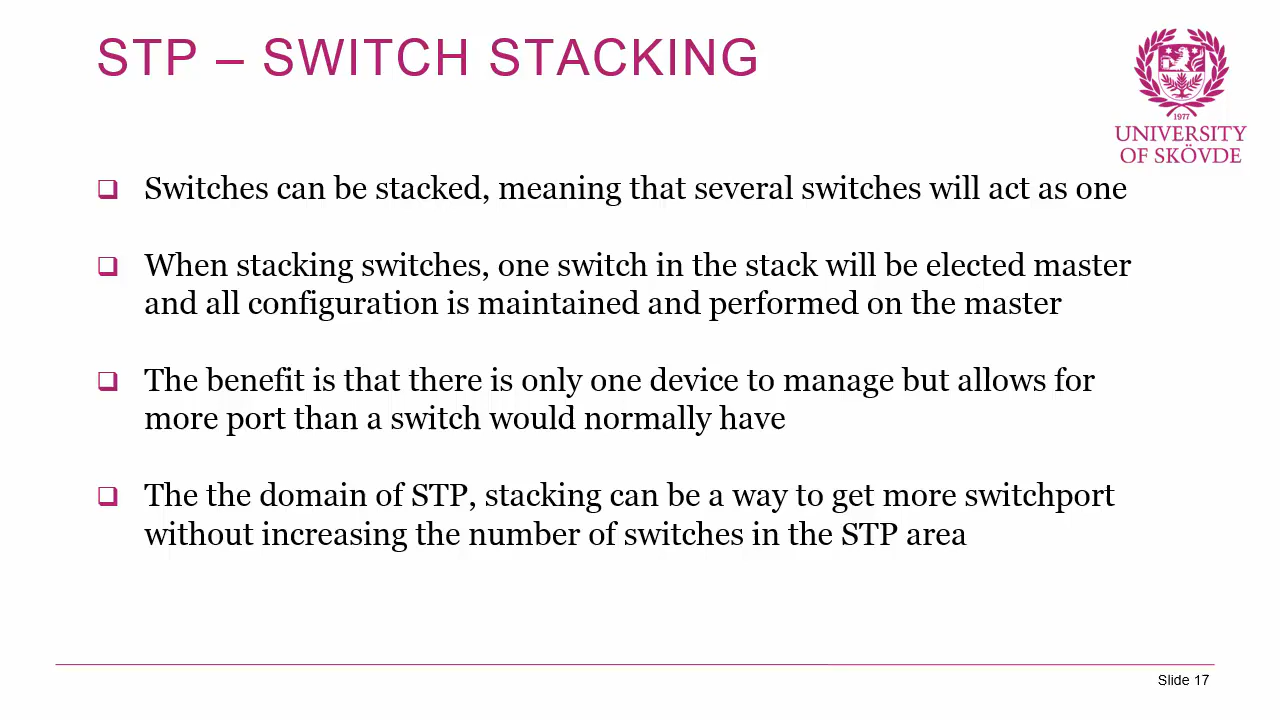 STP – SWITCH STACKING
1977
UNIVERSITY
OF SKÖVDE
Switches can be stacked, meaning that several switches will act as one
When stacking switches, one switch in the stack will be elected master
and all configuration is maintained and performed on the master
The benefit is that there is only one device to manage but allows for
more port than a switch would normally have
The the domain of STP, stacking can be a way to get more switchport
without increasing the number of switches in the STP area
Slide 17